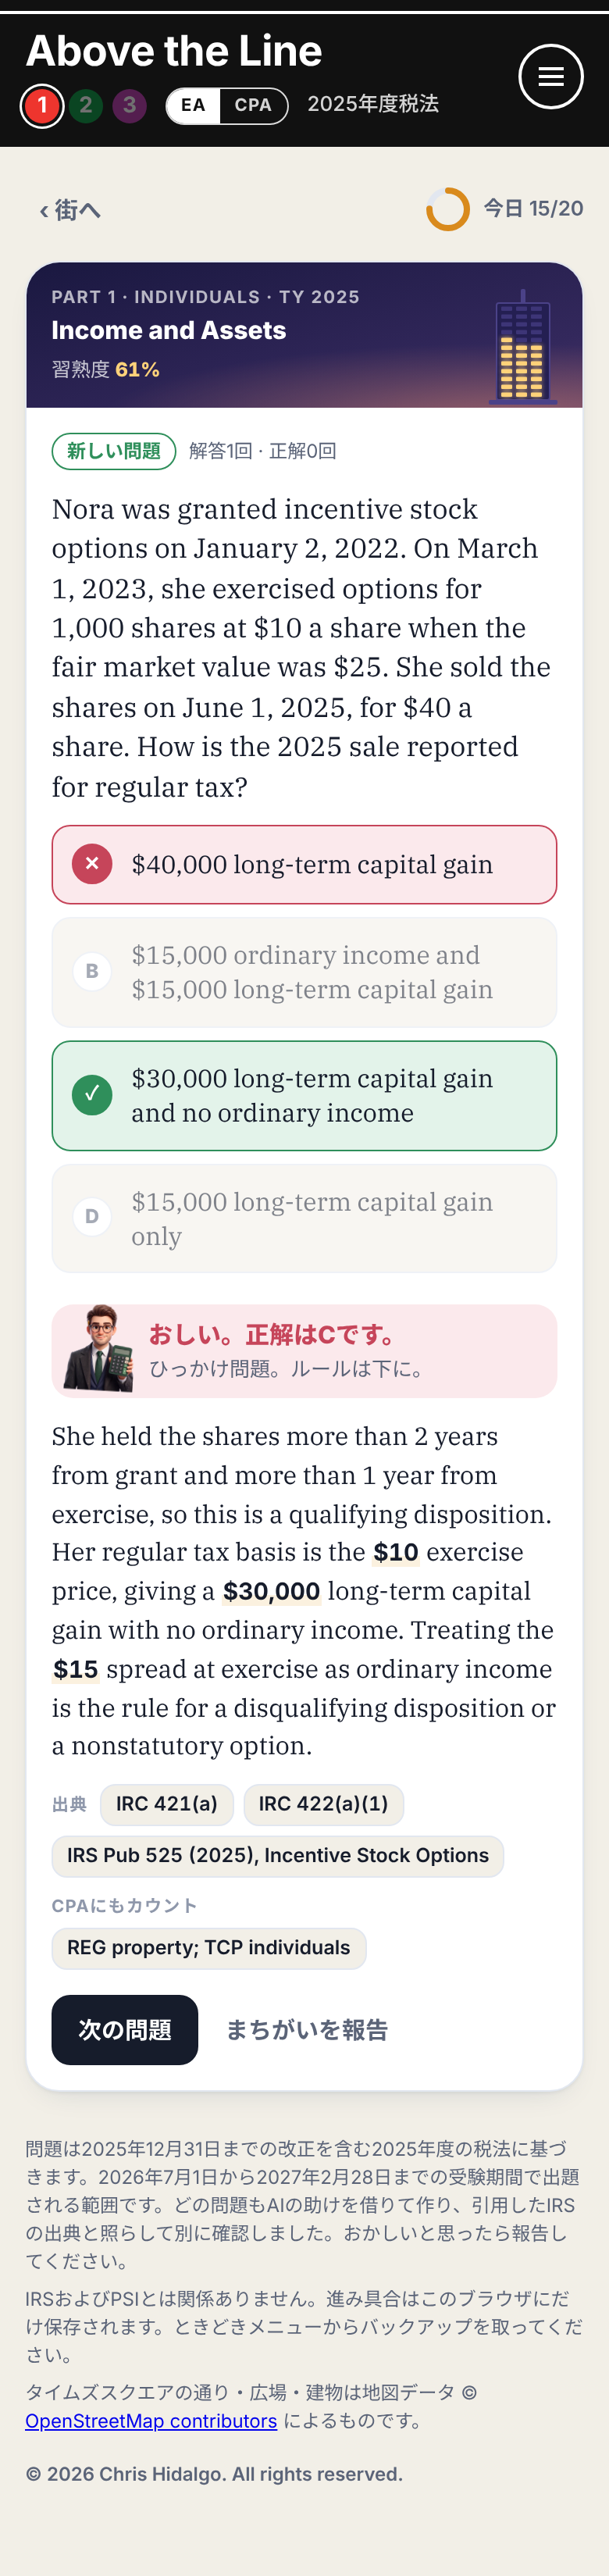 Above the Line
1 2 3 EA CPA 2025年度税法
‹ 街へ
今日 15/20
PART 1 · INDIVIDUALS · TY 2025
Income and Assets
習熟度 61%
新しい問題 解答1回 · 正解0回
Nora was granted incentive stock
options on January 2, 2022. On March
1, 2023, she exercised options for
1,000 shares at $10 a share when the
fair market value was $25. She sold the
shares on June 1, 2025, for $40 a
share. How is the 2025 sale reported
for regular tax?
× $40,000 long-term capital gain
B $15,000 ordinary income and
$15,000 long-term capital gain
✓ $30,000 long-term capital gain
and no ordinary income
D $15,000 long-term capital gain
only
おしい。正解はCです。
ひっかけ問題。ルールは下に。
She held the shares more than 2 years
from grant and more than 1 year from
exercise, so this is a qualifying disposition.
Her regular tax basis is the $10 exercise
price, giving a $30,000 long-term capital
gain with no ordinary income. Treating the
$15 spread at exercise as ordinary income
is the rule for a disqualifying disposition or
a nonstatutory option.
出典 IRC 421(a) IRC 422(a)(1)
IRS Pub 525 (2025), Incentive Stock Options
CPAにもカウント
REG property; TCP individuals
次の問題 まちがいを報告
問題は2025年12月31日までの改正を含む2025年度の税法に基づ
きます。2026年7月1日から2027年2月28日までの受験期間で出題
される範囲です。どの問題もAIの助けを借りて作り、引用したIRS
の出典と照らして別に確認しました。おかしいと思ったら報告し
てください。
IRSおよびPSIとは関係ありません。進み具合はこのブラウザにだ
け保存されます。ときどきメニューからバックアップを取ってくだ
さい。
タイムズスクエアの通り・広場・建物は地図データ ©
OpenStreetMap contributors によるものです。
© 2026 Chris Hidalgo. All rights reserved.